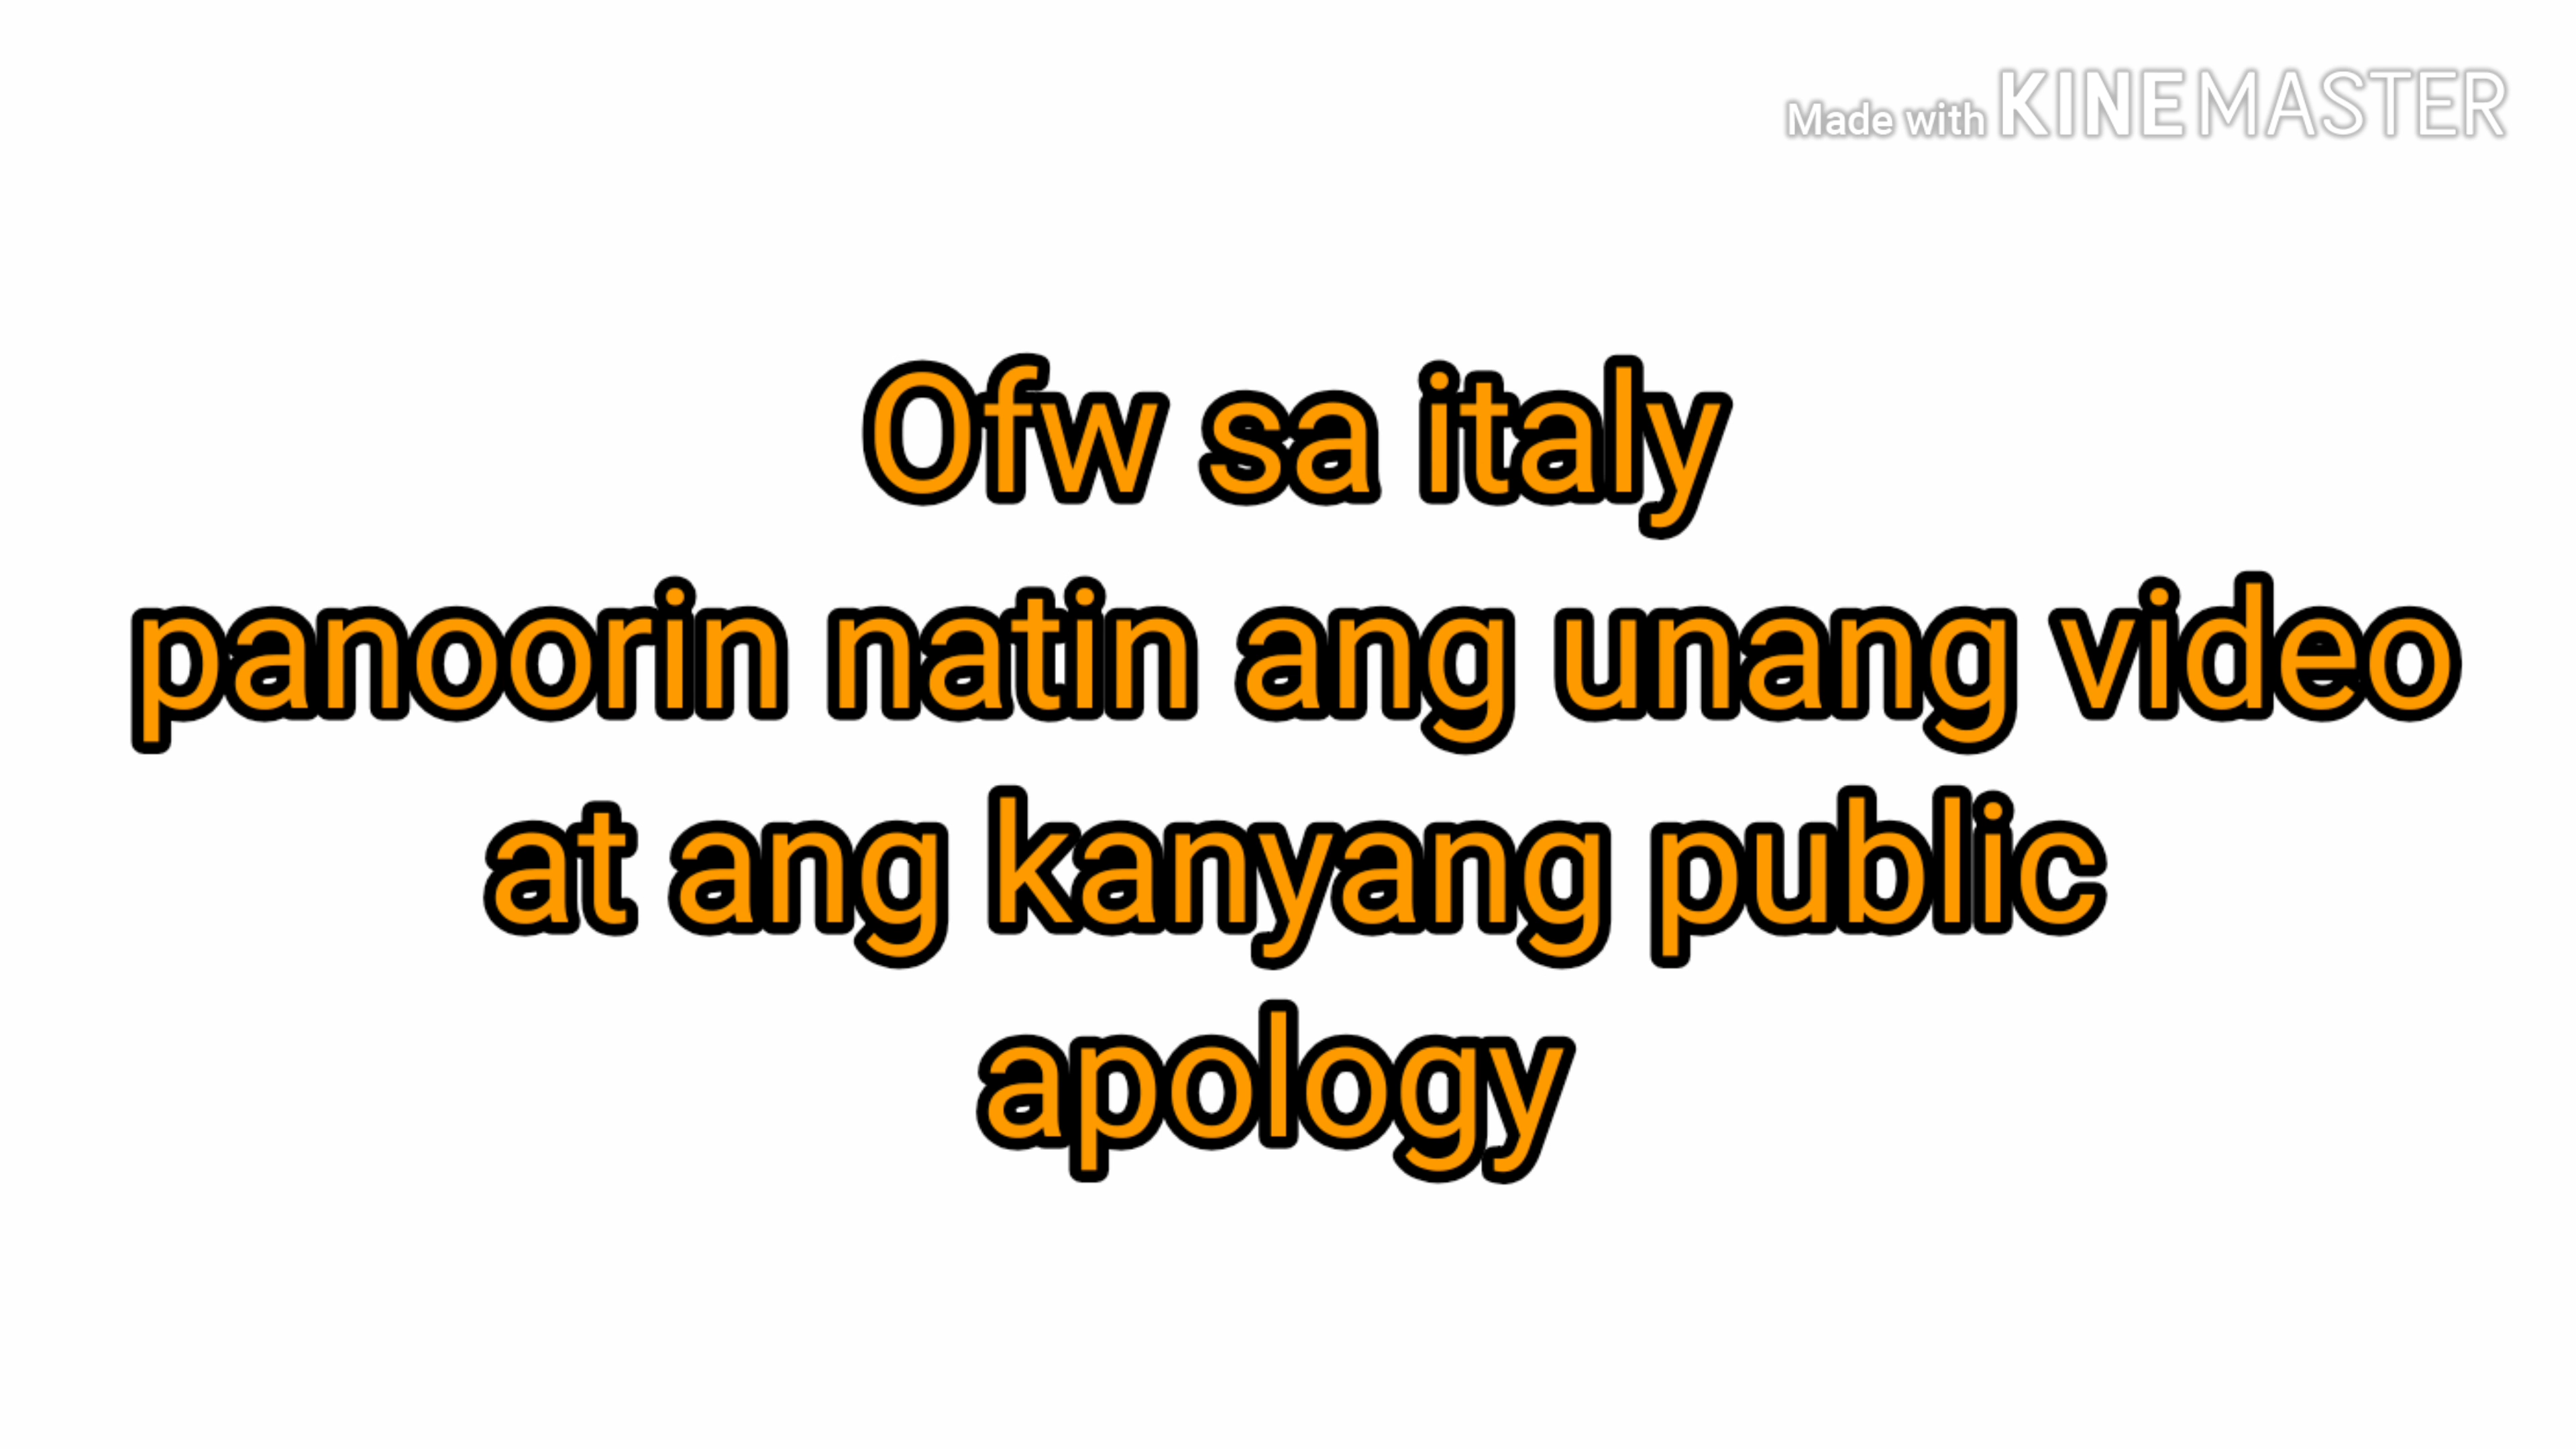 Made with KINEMASTER
Ofw sa italy
panoorin natin ang unang video
at ang kanyang public
apology